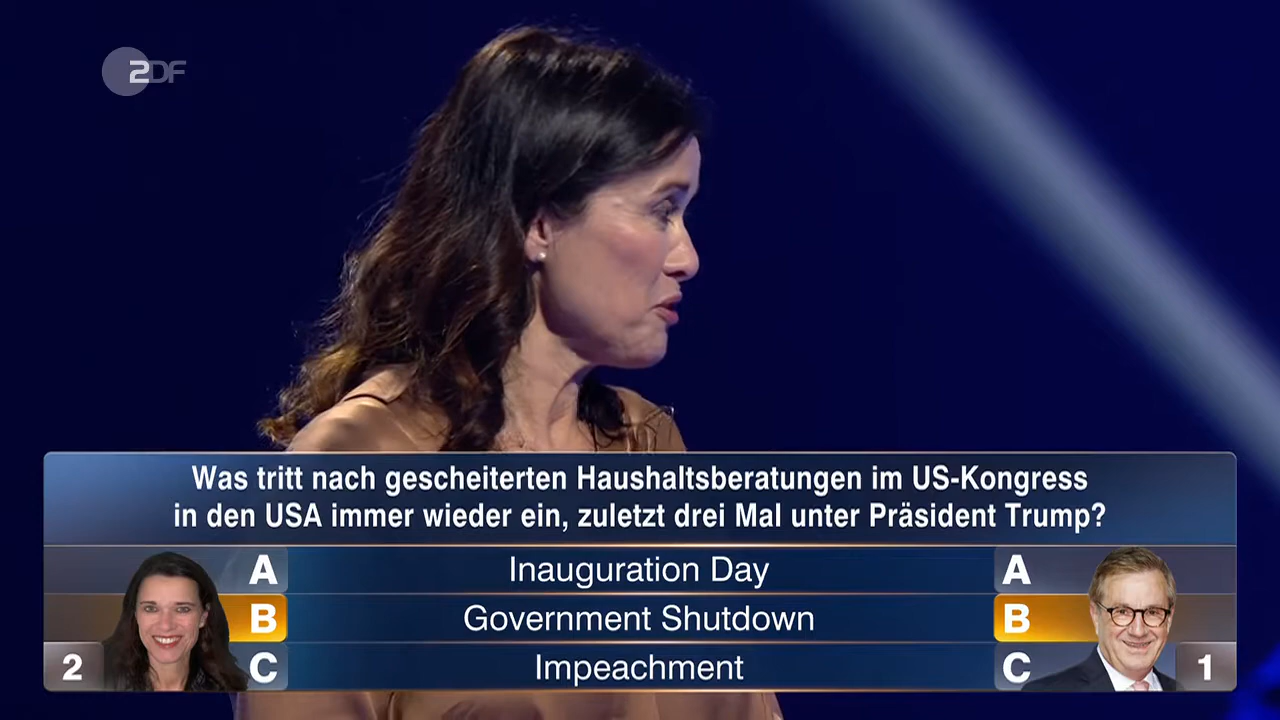 ZDF
Was tritt nach gescheiterten Haushaltsberatungen im US-Kongress
in den USA immer wieder ein, zuletzt drei Mal unter Präsident Trump?
A Inauguration Day A
B Government Shutdown B
2 C Impeachment C 1